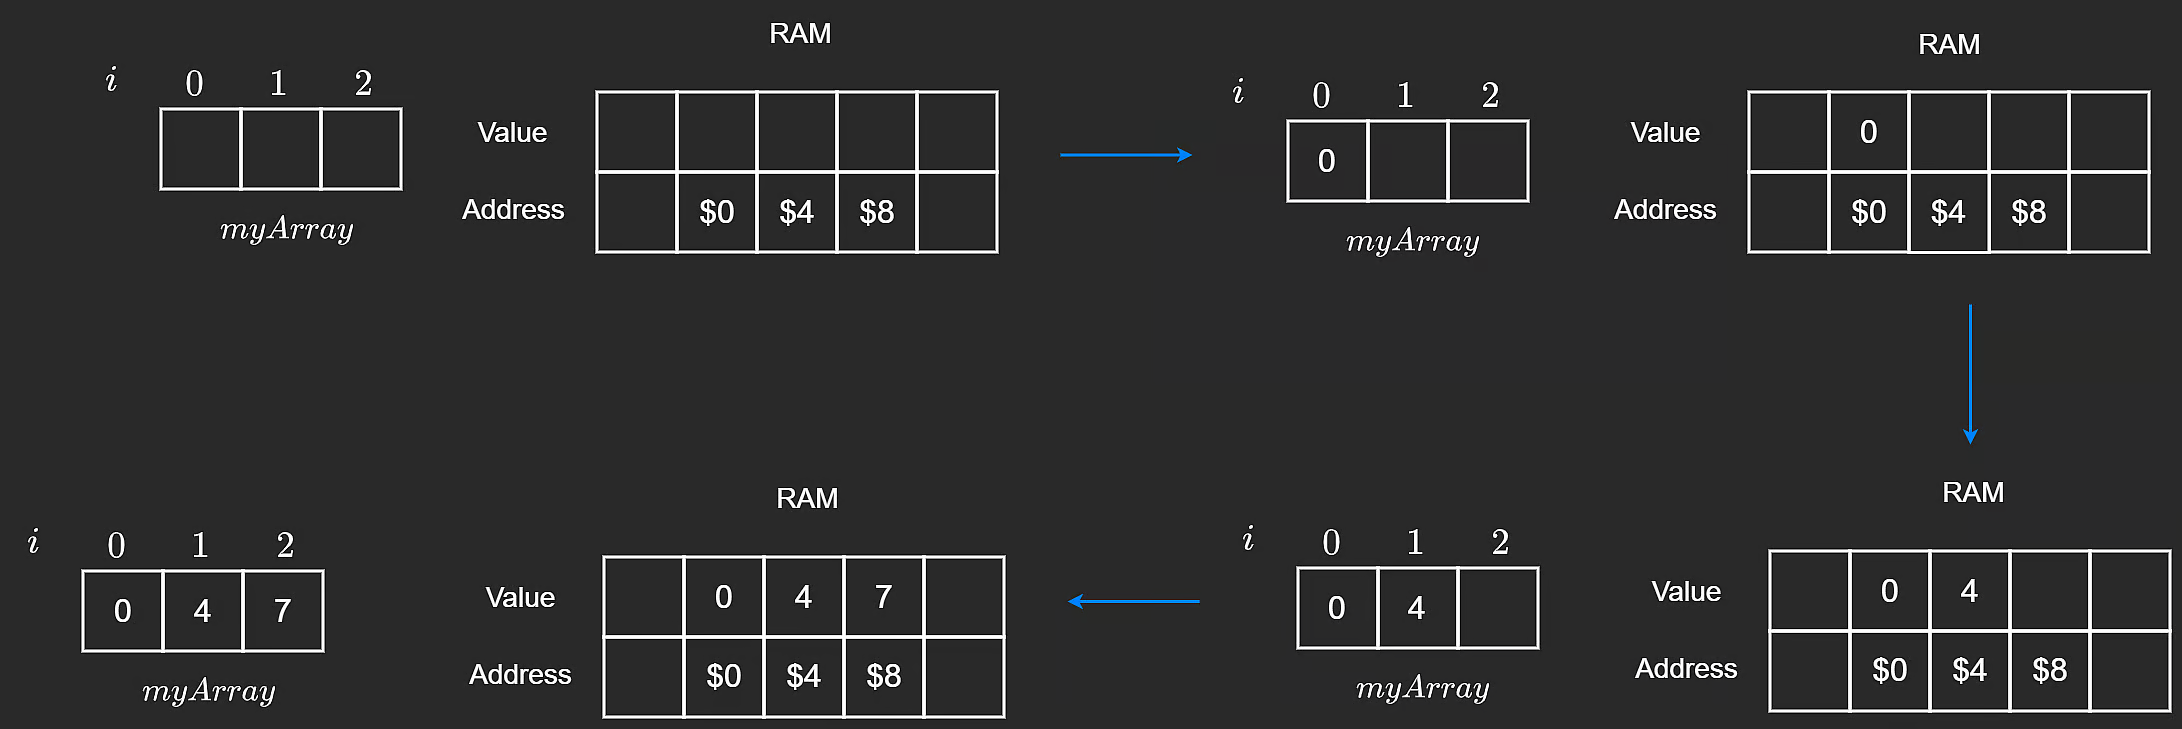 RAM
i 0 1 2
Value
Address $0 $4 $8
myArray
RAM
i 0 1 2
0
Value 0
Address $0 $4 $8
myArray
RAM
i 0 1 2
0 4
Value 0 4
Address $0 $4 $8
myArray
RAM
i 0 1 2
0 4 7
Value 0 4 7
Address $0 $4 $8
myArray